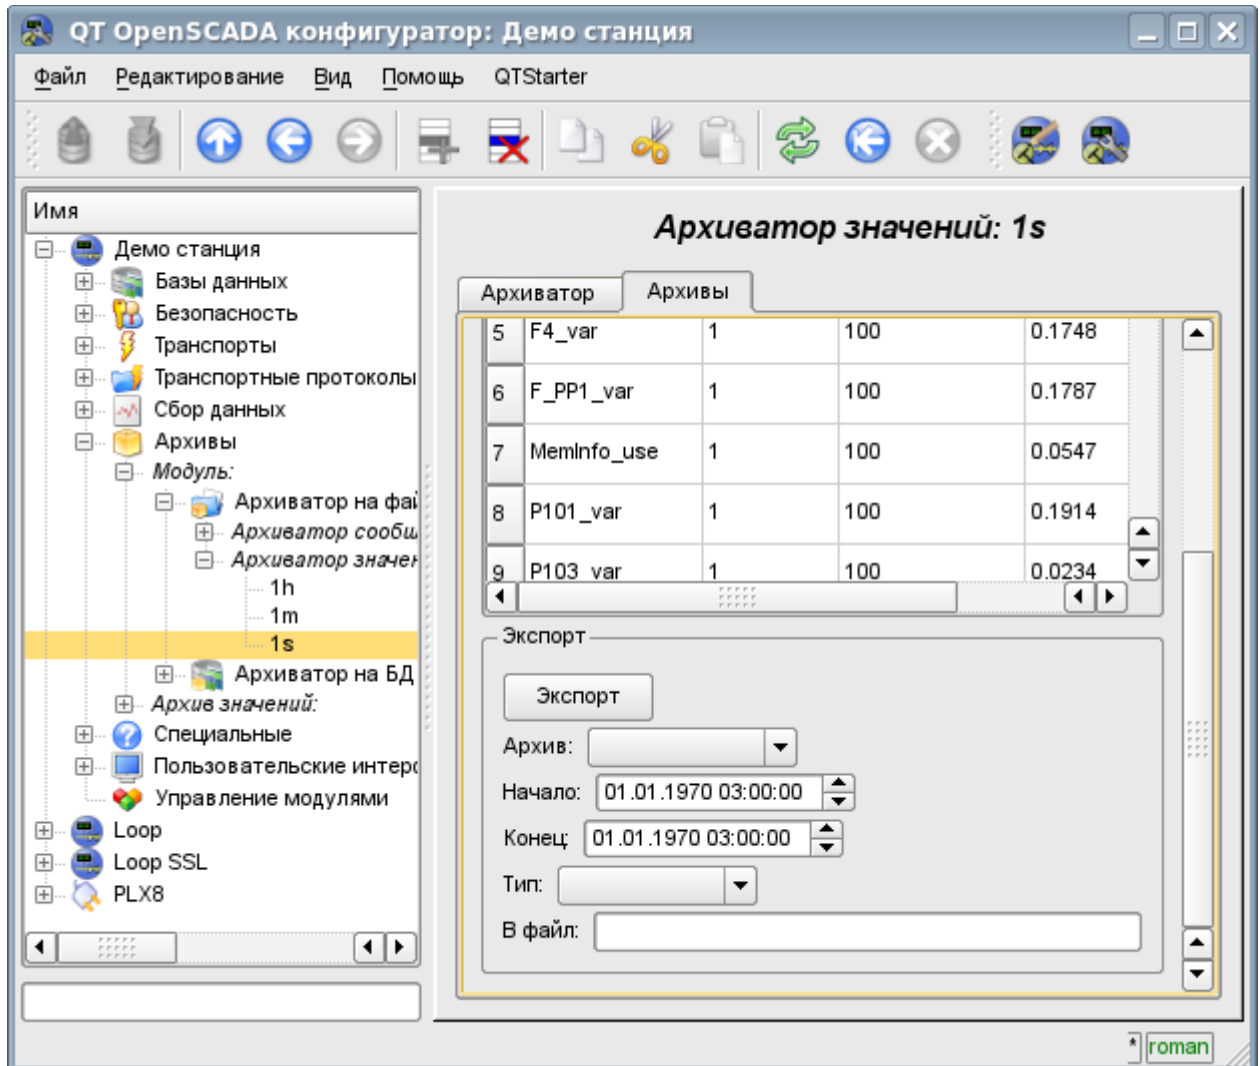 QT OpenSCADA конфигуратор: Демо станция
Файл Редактирование Вид Помощь QTStarter
Имя
Демо станция
Базы данных
Безопасность
Транспорты
Транспортные протоколы
Сбор данных
Архивы
Модуль:
Архиватор на фай
Архиватор сообщ
Архиватор значен
1h
1m
1s
Архиватор на БД
Архив значений:
Специальные
Пользовательские интерф
Управление модулями
Loop
Loop SSL
PLX8
Архиватор значений: 1s
Архиватор Архивы
5 F4_var 1 100 0.1748
6 F_PP1_var 1 100 0.1787
7 MemInfo_use 1 100 0.0547
8 P101_var 1 100 0.1914
9 P103_var 1 100 0.0234
Экспорт
Экспорт
Архив:
Начало: 01.01.1970 03:00:00
Конец: 01.01.1970 03:00:00
Тип:
В файл:
* roman